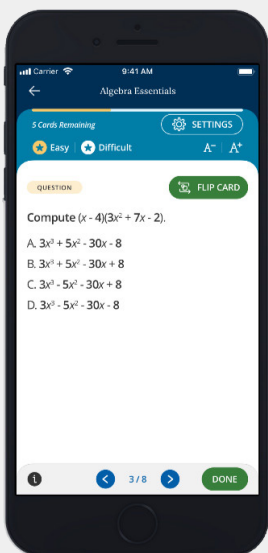 Carrier 9:41 AM
Algebra Essentials
5 Cards Remaining SETTINGS
Easy Difficult A- A+
QUESTION FLIP CARD
Compute (x - 4)(3x² + 7x - 2).
A. 3x³ + 5x² - 30x - 8
B. 3x³ + 5x² - 30x + 8
C. 3x³ - 5x² - 30x + 8
D. 3x³ - 5x² - 30x - 8
i 3 / 8 DONE